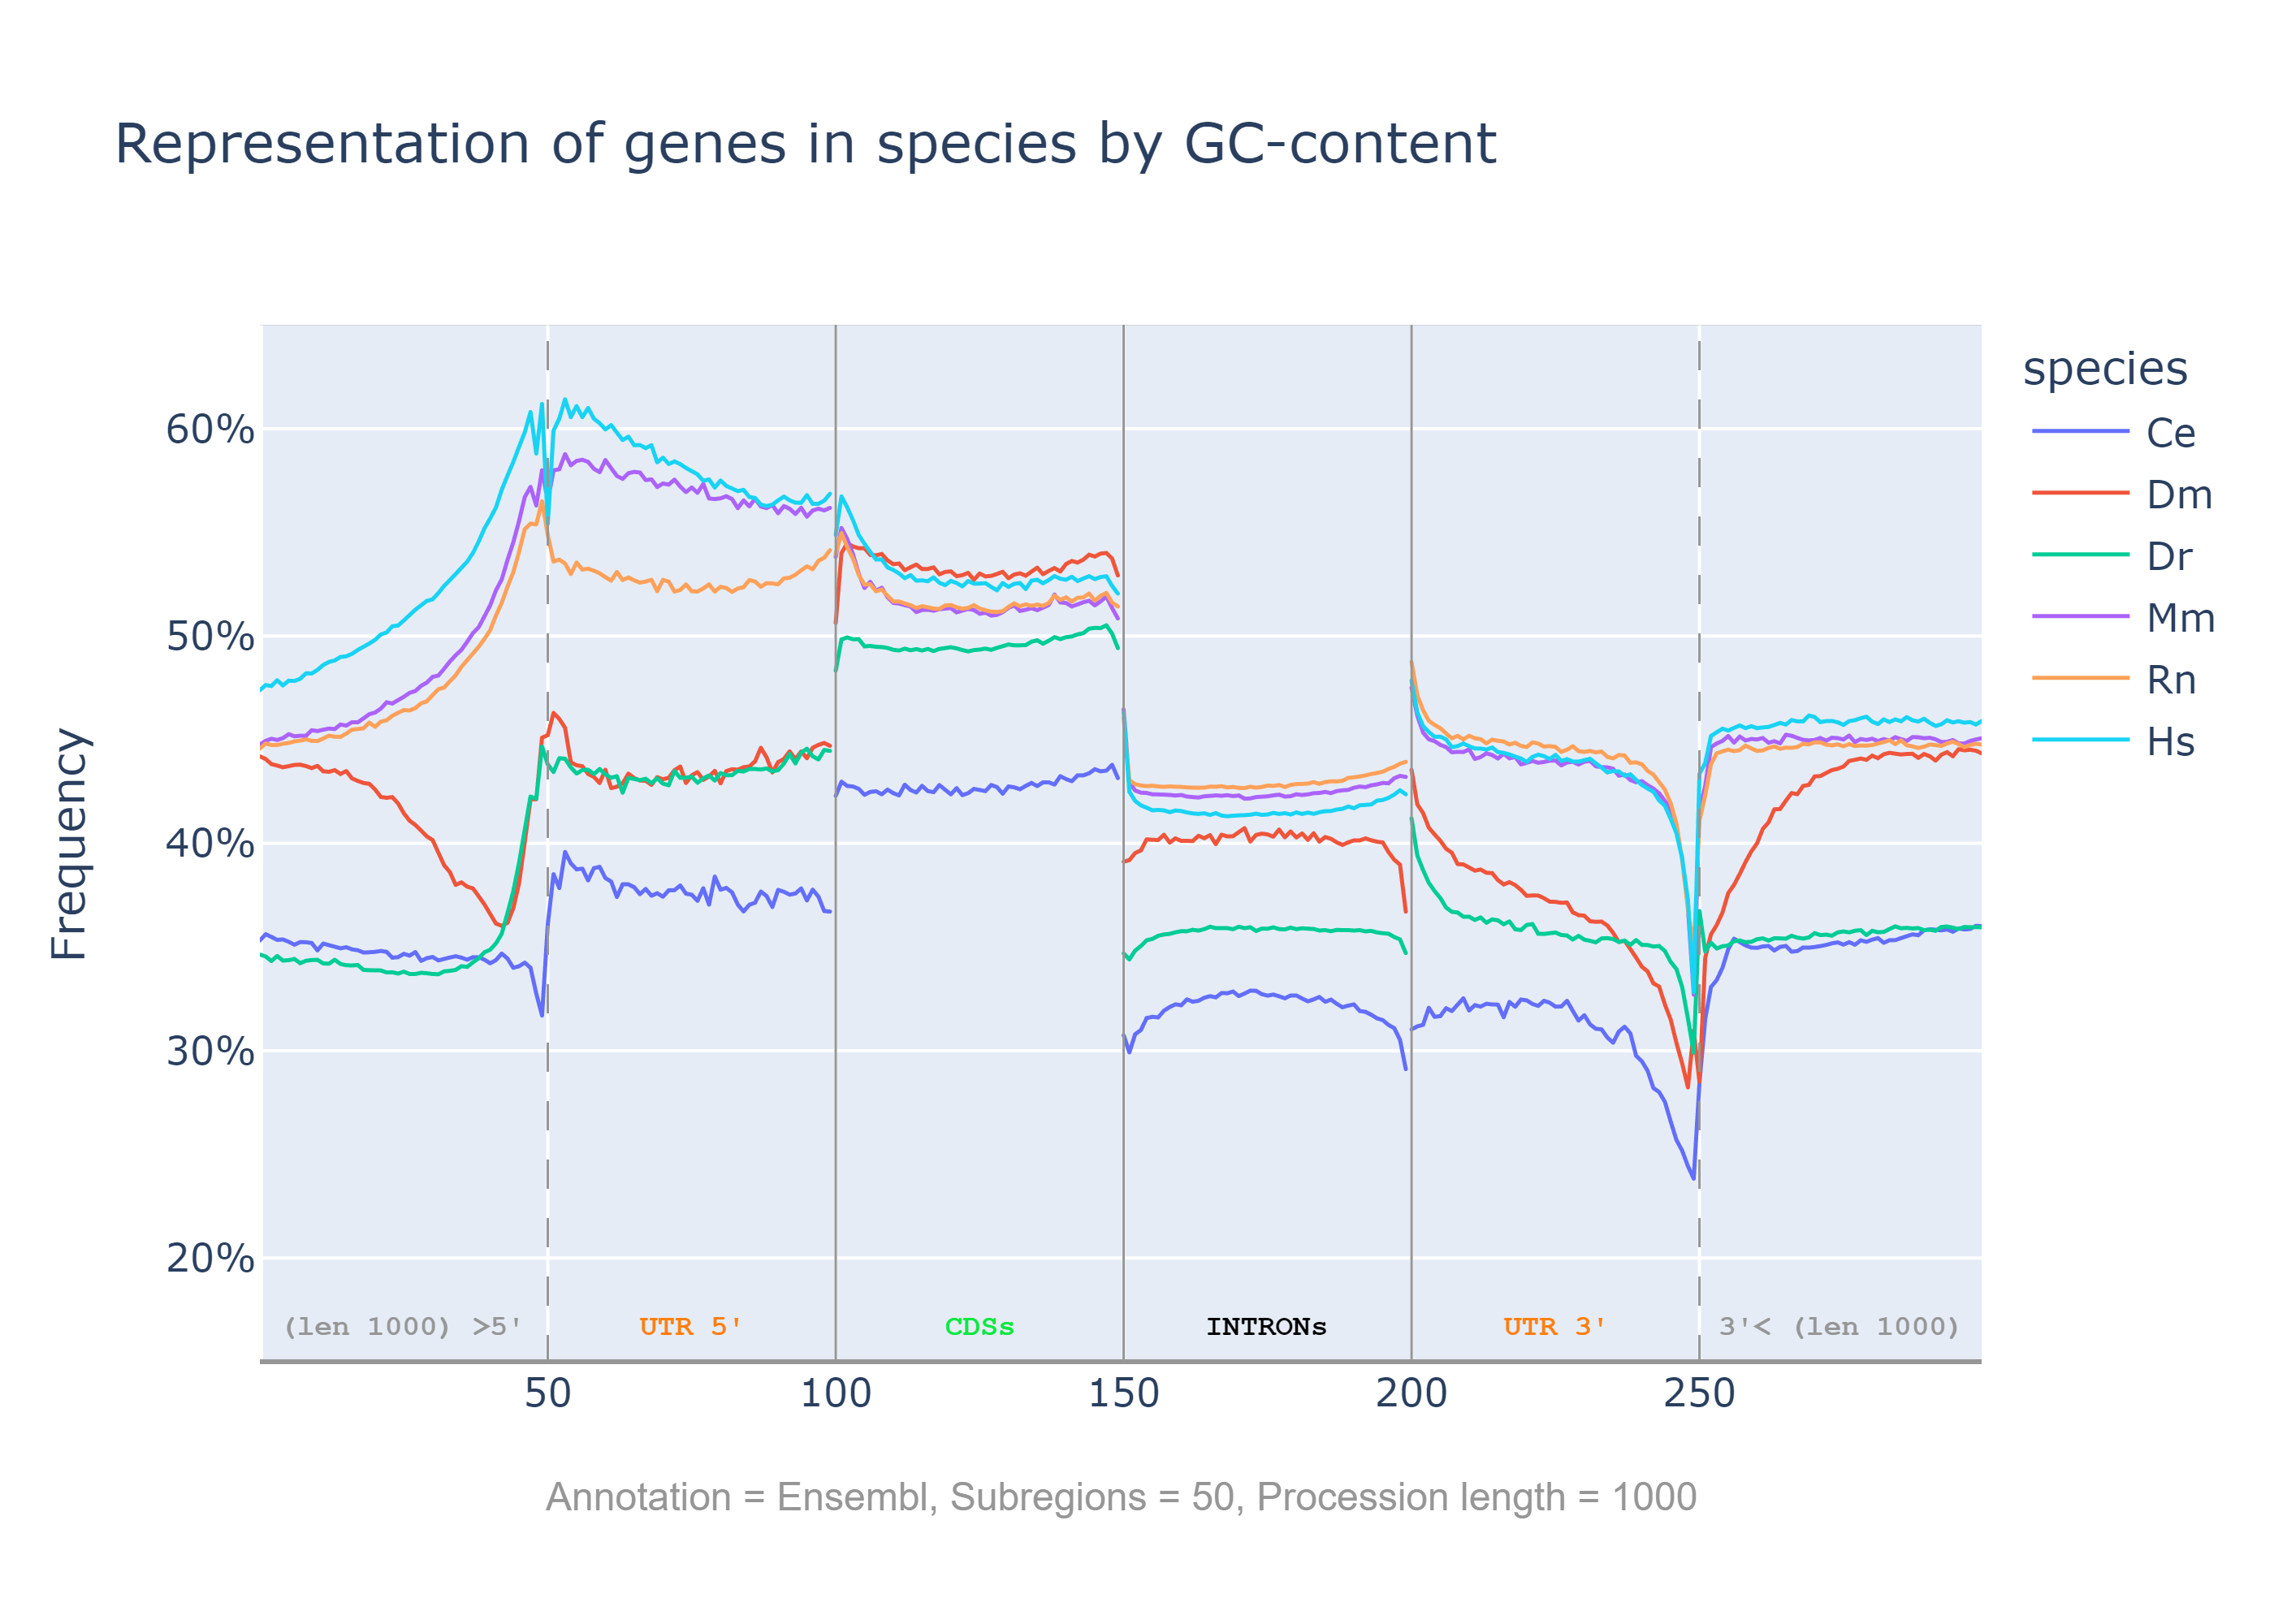 Representation of genes in species by GC-content
species
Ce
Dm
Dr
Mm
Rn
Hs
Frequency
60%
50%
40%
30%
20%
(len 1000) >5' UTR 5' CDSs INTRONs UTR 3' 3'< (len 1000)
50 100 150 200 250
Annotation = Ensembl, Subregions = 50, Procession length = 1000